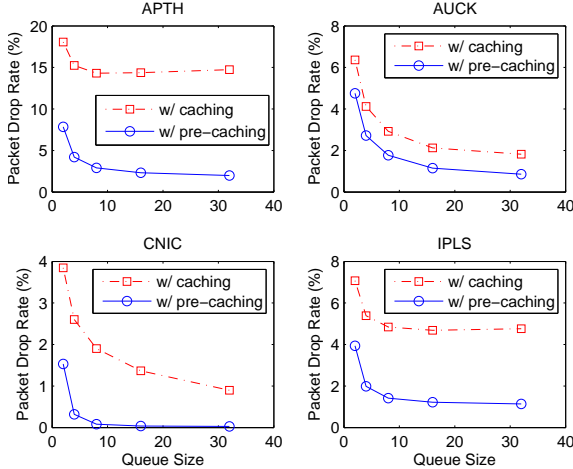 APTH
Packet Drop Rate (%)
20
15
10
5
0
0 10 20 30 40
w/ caching
w/ pre-caching
AUCK
Packet Drop Rate (%)
8
6
4
2
0
0 10 20 30 40
w/ caching
w/ pre-caching
CNIC
Packet Drop Rate (%)
4
3
2
1
0
0 10 20 30 40
Queue Size
w/ caching
w/ pre-caching
IPLS
Packet Drop Rate (%)
8
6
4
2
0
0 10 20 30 40
Queue Size
w/ caching
w/ pre-caching